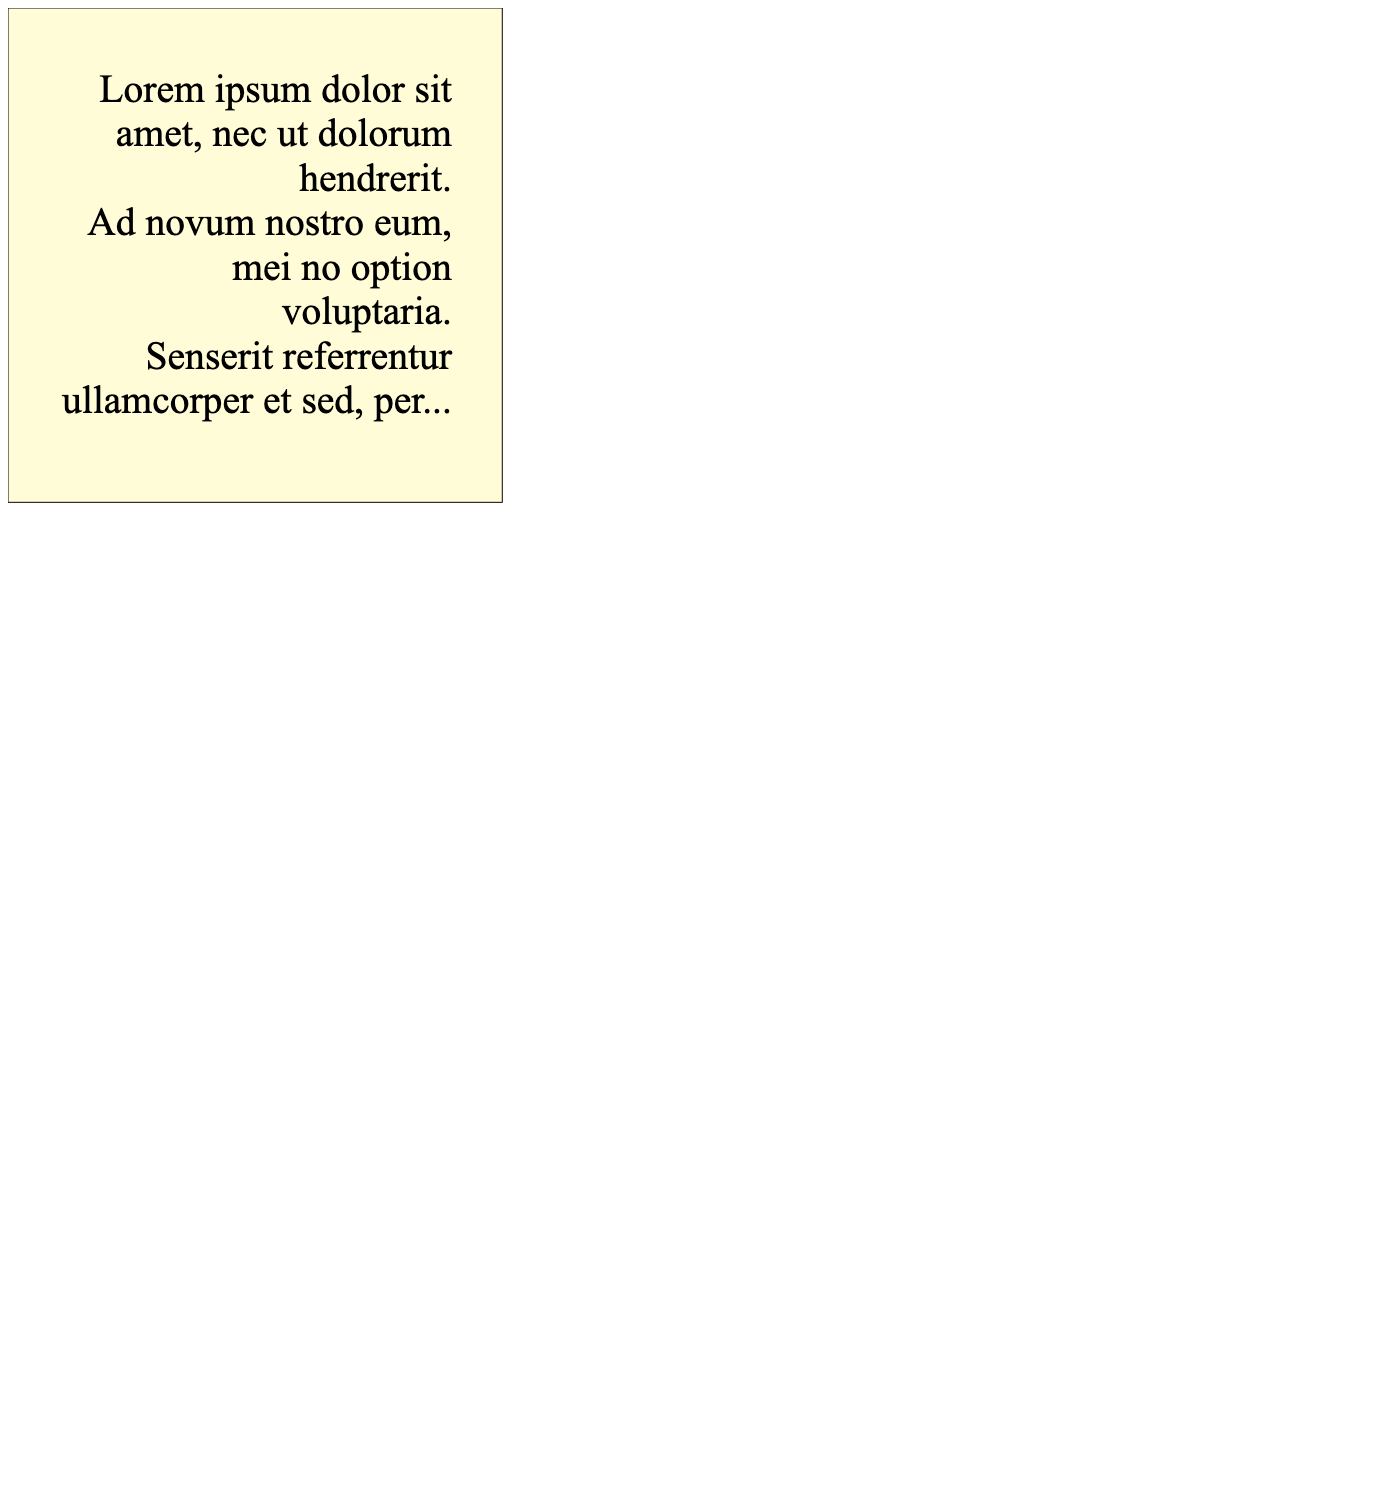 Lorem ipsum dolor sit
amet, nec ut dolorum
hendrerit.
Ad novum nostro eum,
mei no option
voluptaria.
Senserit referrentur
ullamcorper et sed, per...